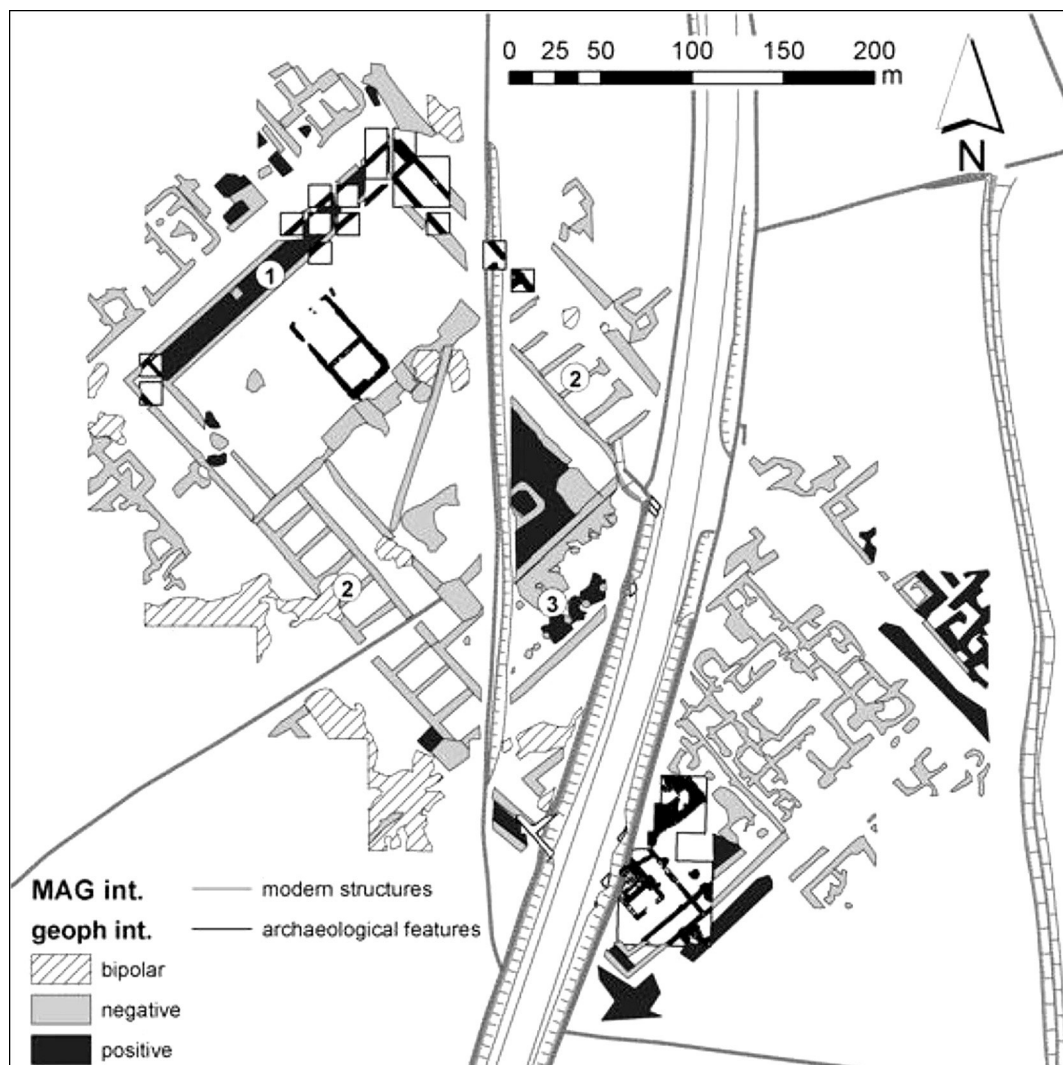 0 25 50 100 150 200
m
N
1
2
2
3
MAG int.
geoph int.
bipolar
negative
positive
modern structures
archaeological features